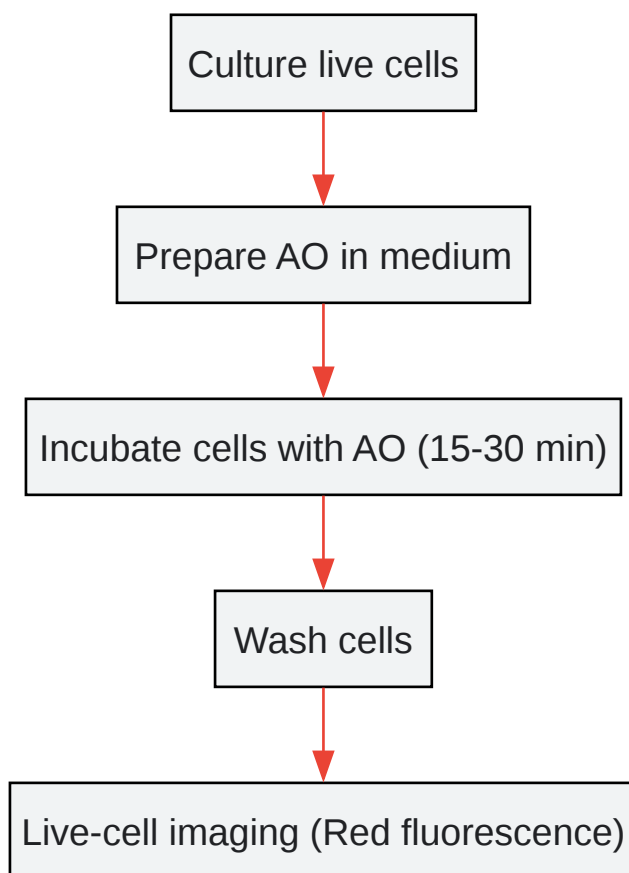 Culture live cells
Prepare AO in medium
Incubate cells with AO (15-30 min)
Wash cells
Live-cell imaging (Red fluorescence)